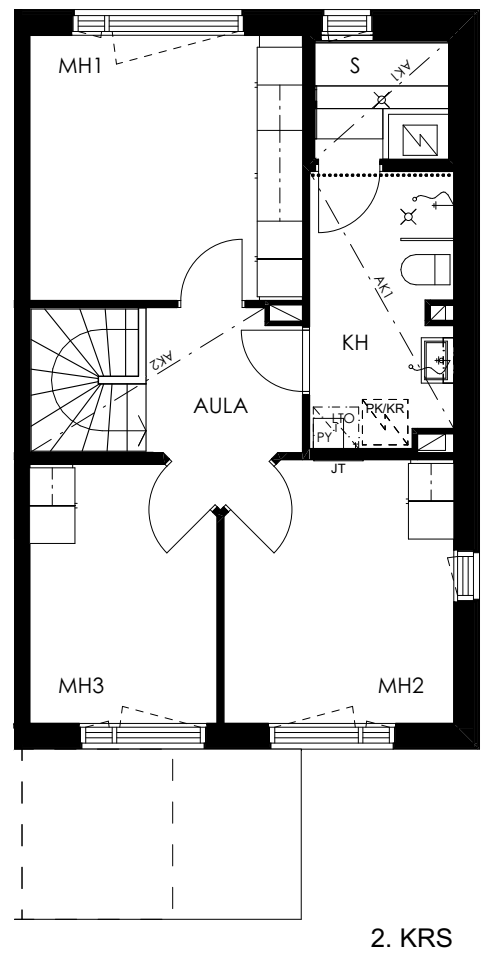 MH1
S
AK1
AK1
KH
AK2
AULA
LTO
PK/KR
PY
JT
MH3
MH2
2. KRS